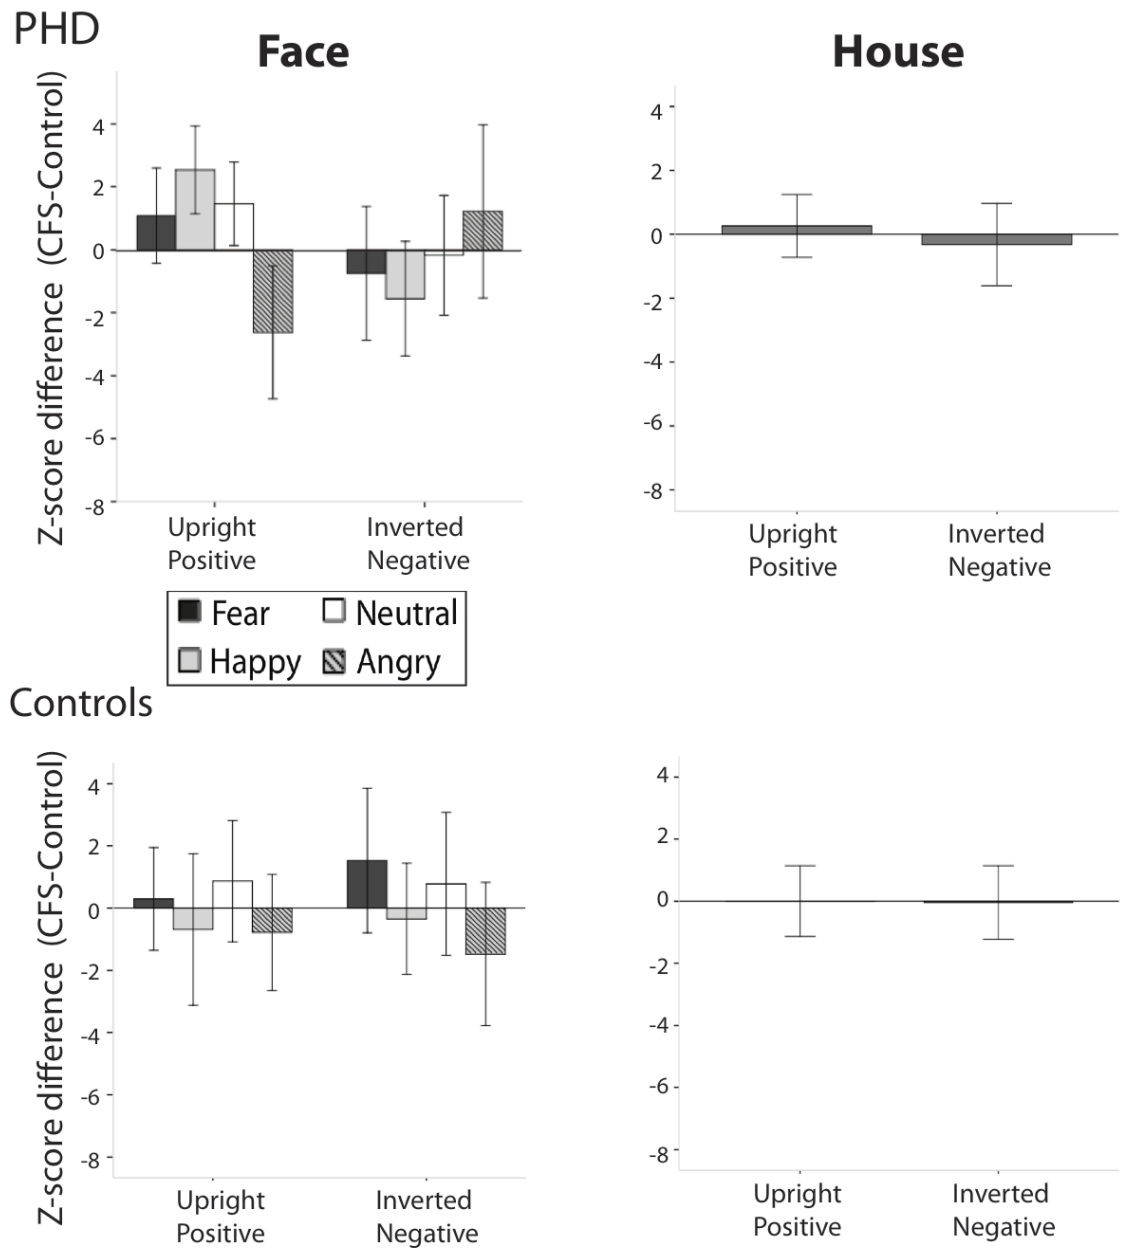 PHD
Face
House
Z-score difference (CFS-Control)
4
2
0
-2
-4
-6
-8
Upright
Positive
Inverted
Negative
4
2
0
-2
-4
-6
-8
Upright
Positive
Inverted
Negative
Fear
Neutral
Happy
Angry
Controls
Z-score difference (CFS-Control)
4
2
0
-2
-4
-6
-8
Upright
Positive
Inverted
Negative
4
2
0
-2
-4
-6
-8
Upright
Positive
Inverted
Negative